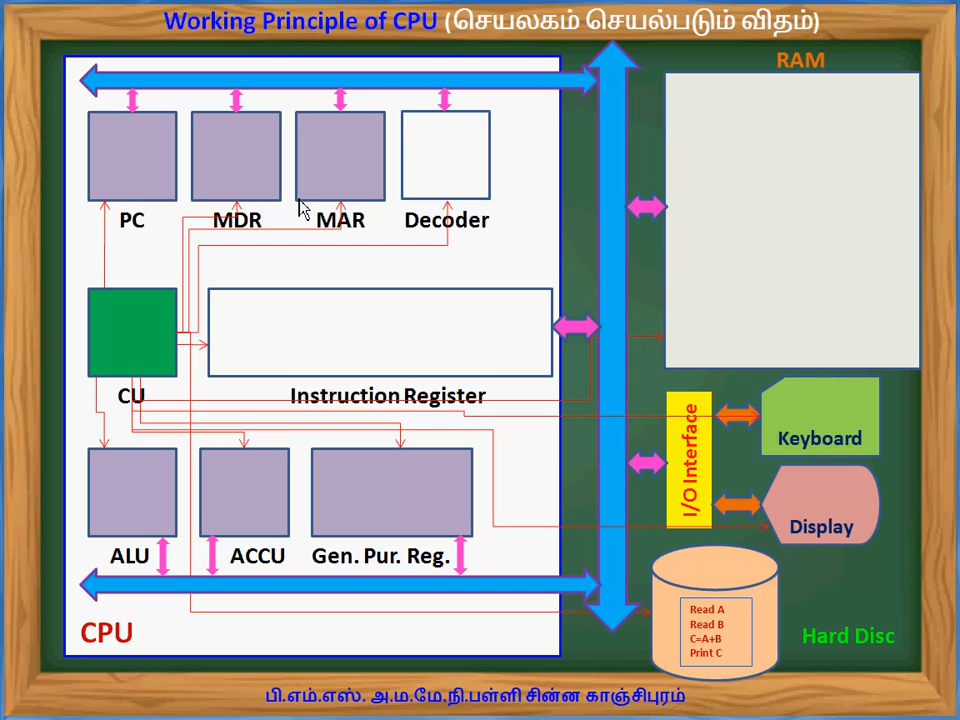 Working Principle of CPU (செயலகம் செயல்படும் விதம்)
RAM
PC
MDR
MAR
Decoder
CU
Instruction Register
I/O Interface
Keyboard
Display
ALU
ACCU
Gen. Pur. Reg.
CPU
Read A
Read B
C=A+B
Print C
Hard Disc
பி.எம்.எஸ். அ.ம.மே.நி.பள்ளி சின்ன காஞ்சிபுரம்